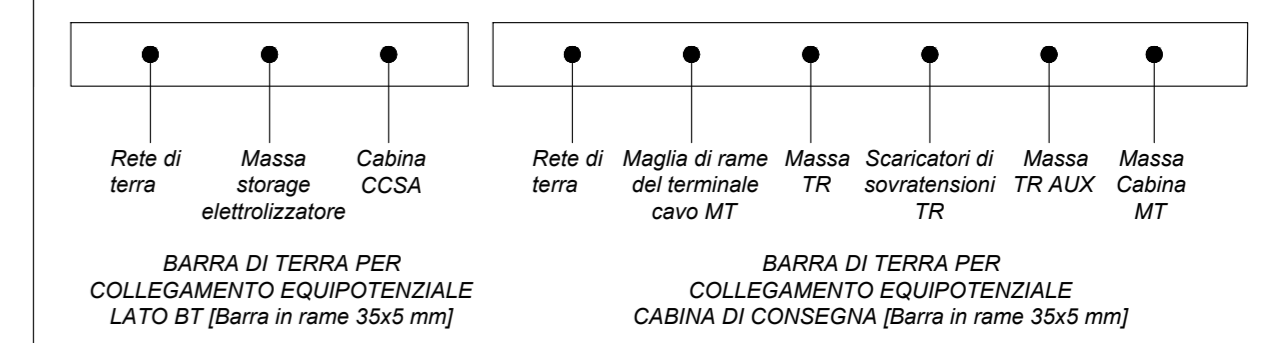 Rete di
terra
Massa
storage
elettrolizzatore
Cabina
CCSA
Rete di
terra
Maglia di rame
del terminale
cavo MT
Massa
TR
Scaricatori di
sovratensioni
TR
Massa
TR AUX
Massa
Cabina
MT
BARRA DI TERRA PER
COLLEGAMENTO EQUIPOTENZIALE
LATO BT [Barra in rame 35x5 mm]
BARRA DI TERRA PER
COLLEGAMENTO EQUIPOTENZIALE
CABINA DI CONSEGNA [Barra in rame 35x5 mm]